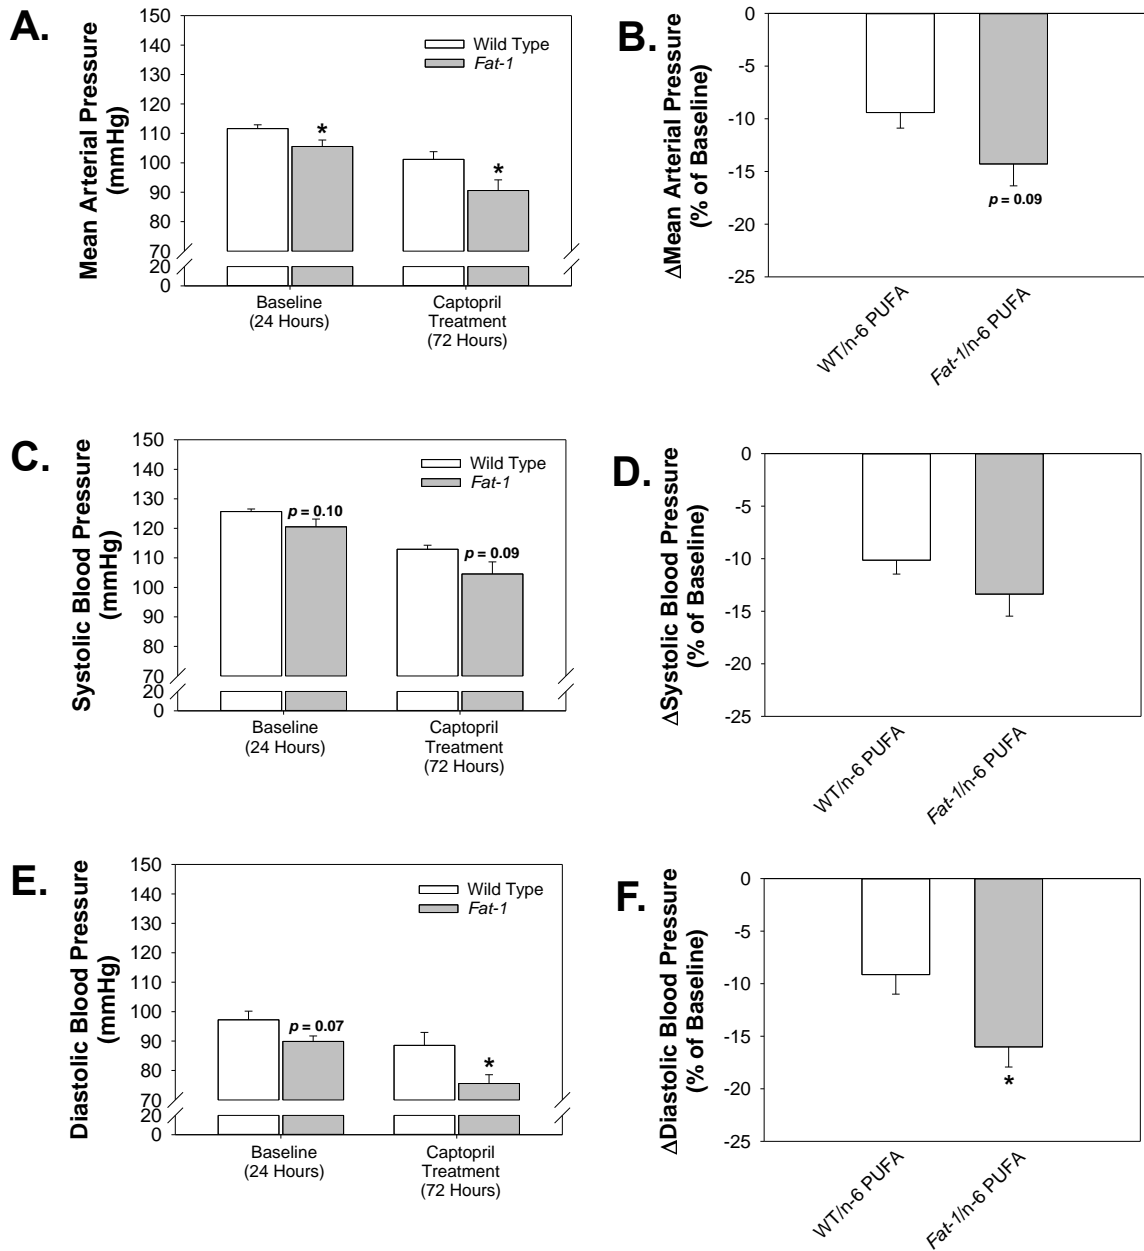 A.
Mean Arterial Pressure
(mmHg)
150
140
130
120
110
100
90
80
70
20
0
Wild Type
Fat-1
*
*
Baseline
(24 Hours)
Captopril
Treatment
(72 Hours)
B.
ΔMean Arterial Pressure
(% of Baseline)
0
-5
-10
-15
-20
-25
p = 0.09
WT/n-6 PUFA
Fat-1/n-6 PUFA
C.
Systolic Blood Pressure
(mmHg)
150
140
130
120
110
100
90
80
70
20
0
Wild Type
Fat-1
p = 0.10
p = 0.09
Baseline
(24 Hours)
Captopril
Treatment
(72 Hours)
D.
ΔSystolic Blood Pressure
(% of Baseline)
0
-5
-10
-15
-20
-25
WT/n-6 PUFA
Fat-1/n-6 PUFA
E.
Diastolic Blood Pressure
(mmHg)
150
140
130
120
110
100
90
80
70
20
0
Wild Type
Fat-1
p = 0.07
*
Baseline
(24 Hours)
Captopril
Treatment
(72 Hours)
F.
ΔDiastolic Blood Pressure
(% of Baseline)
0
-5
-10
-15
-20
-25
*
WT/n-6 PUFA
Fat-1/n-6 PUFA